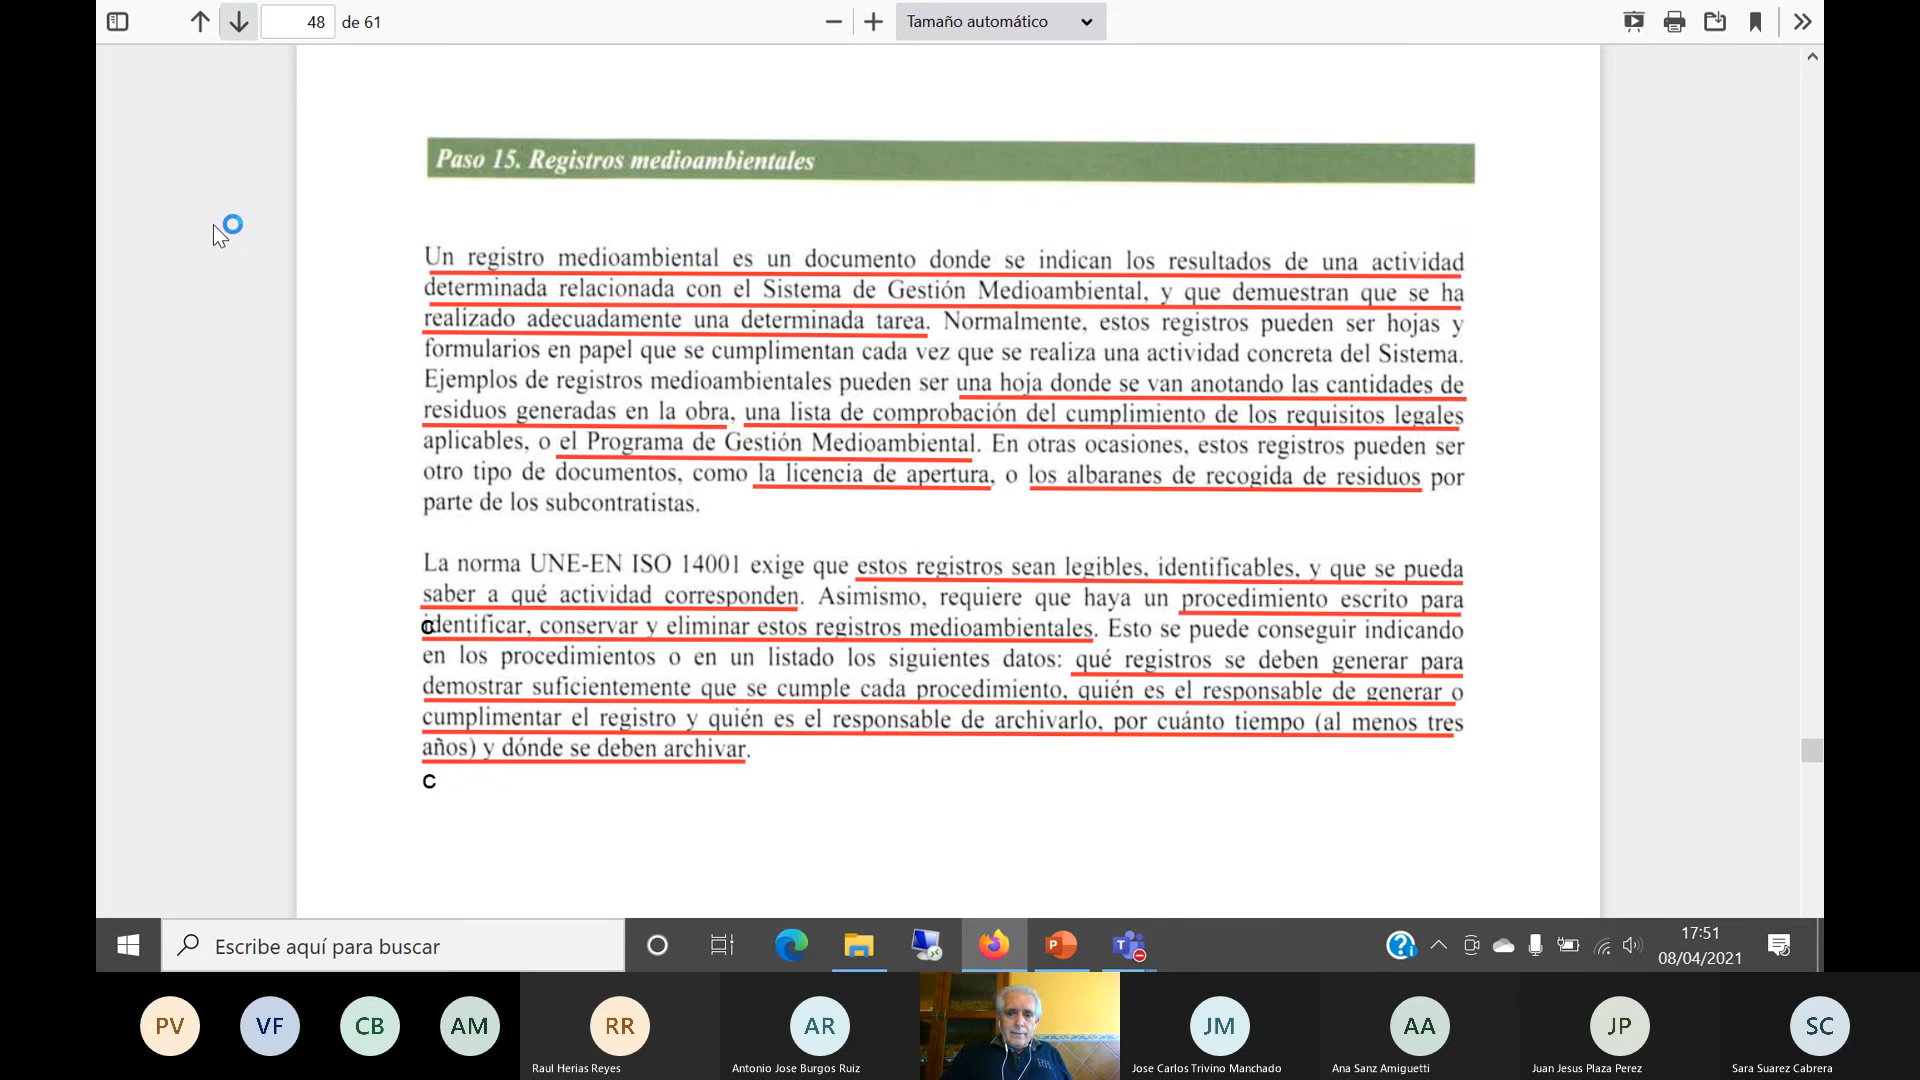 48 de 61
Tamaño automático
Paso 15. Registros medioambientales
Un registro medioambiental es un documento donde se indican los resultados de una actividad
determinada relacionada con el Sistema de Gestión Medioambiental, y que demuestran que se ha
realizado adecuadamente una determinada tarea. Normalmente, estos registros pueden ser hojas y
formularios en papel que se cumplimentan cada vez que se realiza una actividad concreta del Sistema.
Ejemplos de registros medioambientales pueden ser una hoja donde se van anotando las cantidades de
residuos generadas en la obra, una lista de comprobación del cumplimiento de los requisitos legales
aplicables, o el Programa de Gestión Medioambiental. En otras ocasiones, estos registros pueden ser
otro tipo de documentos, como la licencia de apertura, o los albaranes de recogida de residuos por
parte de los subcontratistas.
La norma UNE-EN ISO 14001 exige que estos registros sean legibles, identificables, y que se pueda
saber a qué actividad corresponden. Asimismo, requiere que haya un procedimiento escrito para
C
identificar, conservar y eliminar estos registros medioambientales. Esto se puede conseguir indicando
en los procedimientos o en un listado los siguientes datos: qué registros se deben generar para
demostrar suficientemente que se cumple cada procedimiento, quién es el responsable de generar o
cumplimentar el registro y quién es el responsable de archivarlo, por cuánto tiempo (al menos tres
años) y dónde se deben archivar.
C
Escribe aquí para buscar
17:51
08/04/2021
PV
VF
CB
AM
RR
AR
JM
AA
JP
SC
Raul Herias Reyes
Antonio Jose Burgos Ruiz
Jose Carlos Trivino Manchado
Ana Sanz Amiguetti
Juan Jesus Plaza Perez
Sara Suarez Cabrera